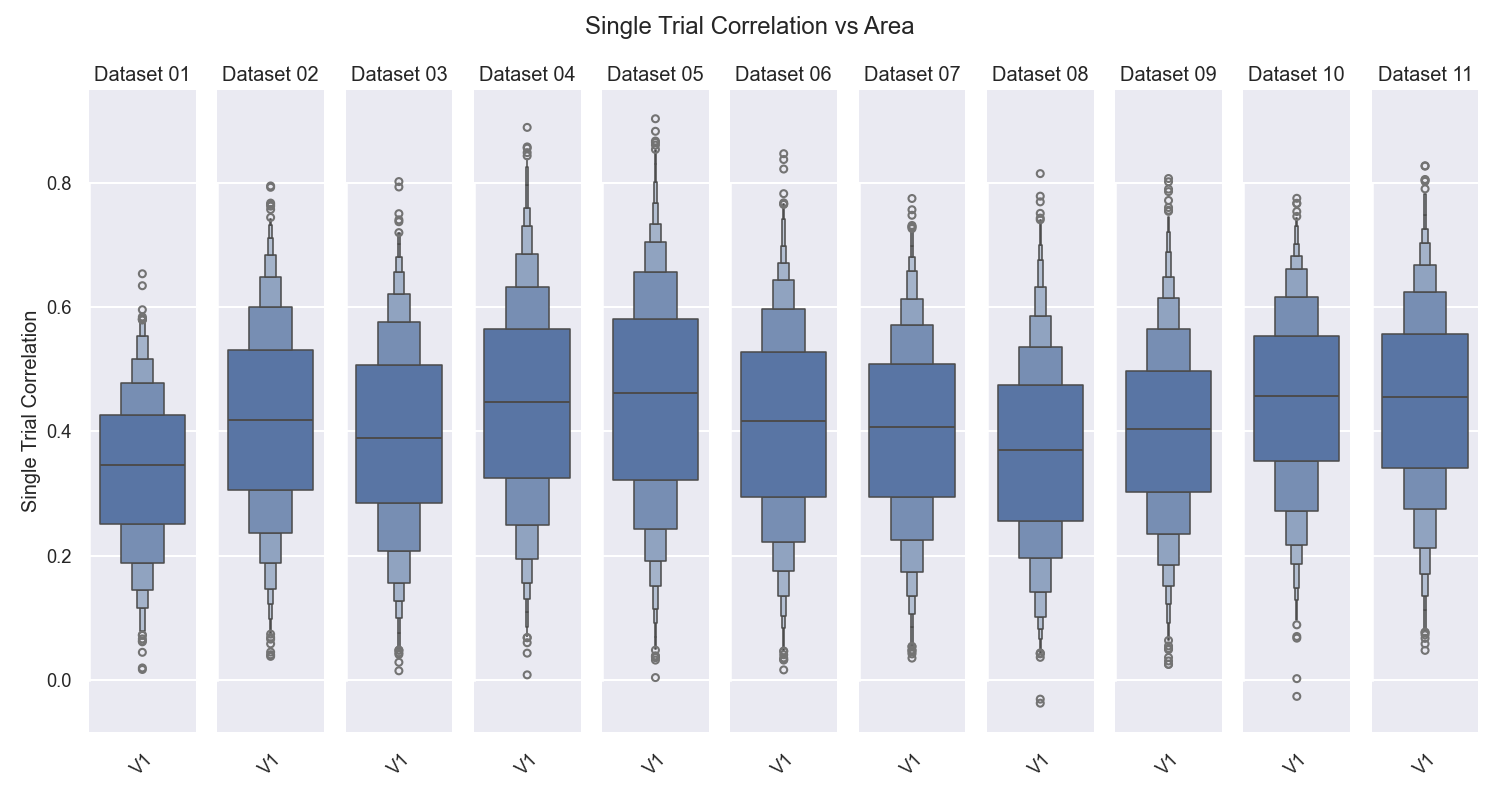 Single Trial Correlation vs Area
Dataset 01
Dataset 02
Dataset 03
Dataset 04
Dataset 05
Dataset 06
Dataset 07
Dataset 08
Dataset 09
Dataset 10
Dataset 11
Single Trial Correlation
0.8
0.6
0.4
0.2
0.0
V1
V1
V1
V1
V1
V1
V1
V1
V1
V1
V1